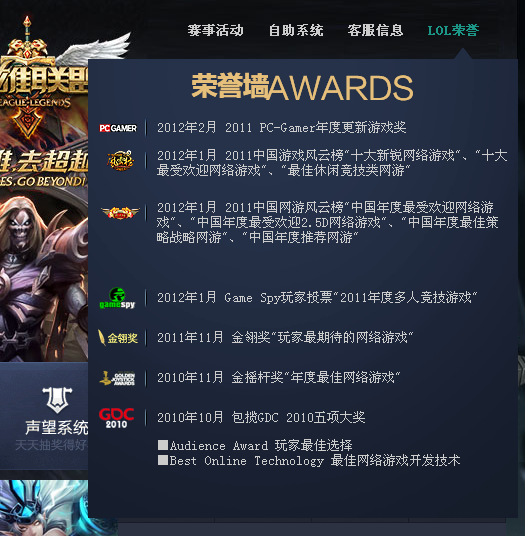 赛事活动 自助系统 客服信息 LOL荣誉
荣誉墙AWARDS
PC GAMER
2012年2月 2011 PC-Gamer年度更新游戏奖
2012年1月 2011中国游戏风云榜"十大新锐网络游戏"、"十大
最受欢迎网络游戏"、"最佳休闲竞技类网游"
2012年1月 2011中国网游风云榜"中国年度最受欢迎网络游
戏"、"中国年度最受欢迎2.5D网络游戏"、"中国年度最佳策
略战略网游"、"中国年度推荐网游"
gamespy
2012年1月 Game Spy玩家投票"2011年度多人竞技游戏"
金翎奖
2011年11月 金翎奖"玩家最期待的网络游戏"
GOLDEN
JOYSTICK
AWARDS
2010年11月 金摇杆奖"年度最佳网络游戏"
GDC
2010
2010年10月 包揽GDC 2010五项大奖
■Audience Award 玩家最佳选择
■Best Online Technology 最佳网络游戏开发技术
雄联盟
LEAGUE LEGENDS
谁,去超越
ES.GO BEYOND!
声望系统
天天抽奖得好